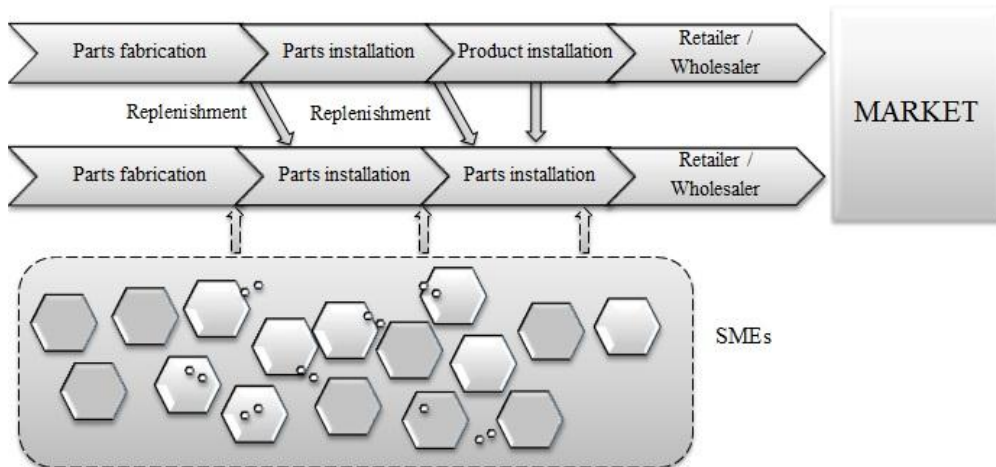 Parts fabrication
Parts installation
Product installation
Retailer /
Wholesaler
MARKET
Replenishment
Replenishment
Parts fabrication
Parts installation
Parts installation
Retailer /
Wholesaler
SMEs